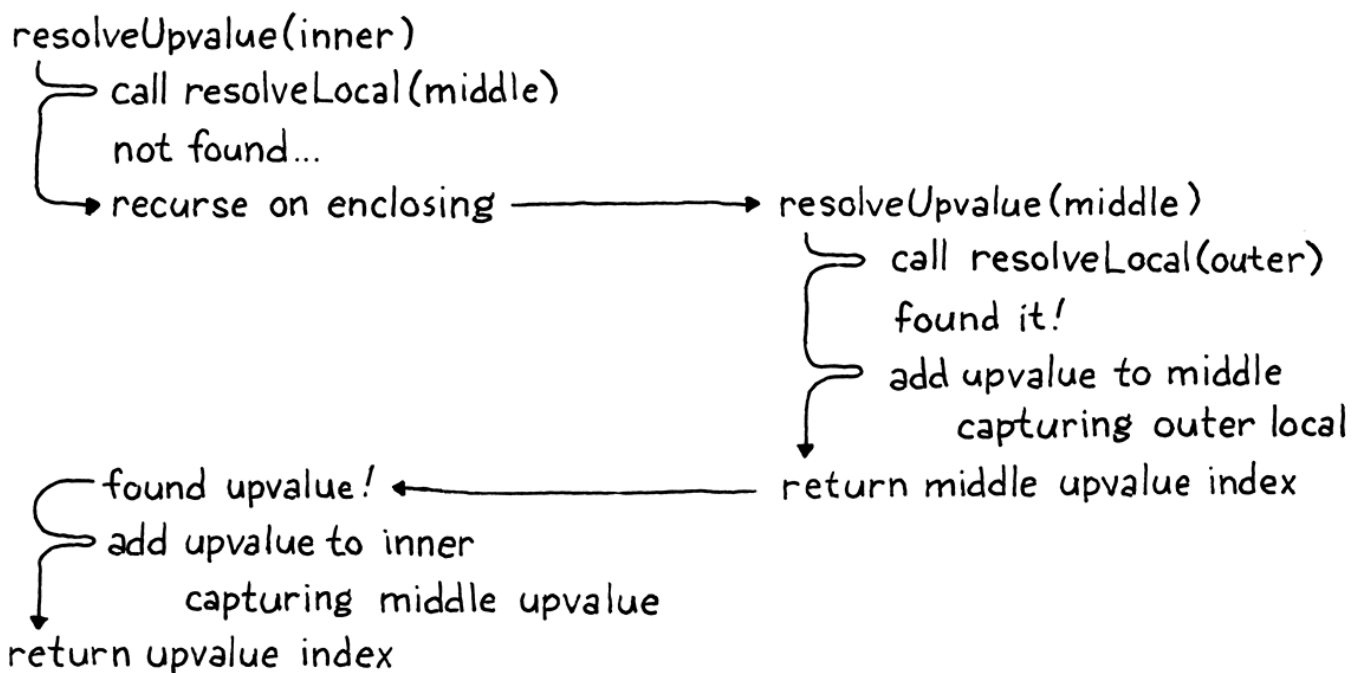 resolveUpvalue(inner)
call resolveLocal(middle)
not found...
recurse on enclosing
resolveUpvalue(middle)
call resolveLocal(outer)
found it!
add upvalue to middle
capturing outer local
return middle upvalue index
found upvalue!
add upvalue to inner
capturing middle upvalue
return upvalue index